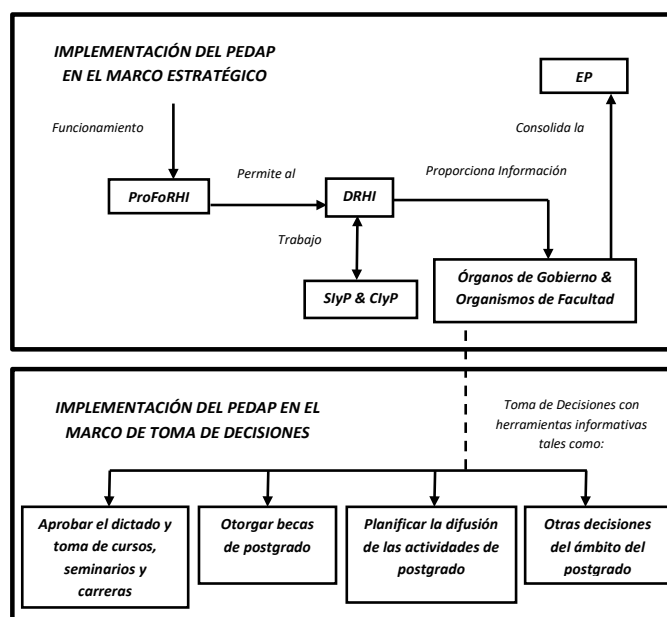 IMPLEMENTACIÓN DEL PEDAP
EN EL MARCO ESTRATÉGICO
EP
Funcionamiento
Consolida la
Permite al
Proporciona Información
ProFoRHI
DRHI
Trabajo
SIyP & CIyP
Órganos de Gobierno &
Organismos de Facultad
IMPLEMENTACIÓN DEL PEDAP EN EL
MARCO DE TOMA DE DECISIONES
Toma de Decisiones con
herramientas informativas
tales como:
Aprobar el dictado y
toma de cursos,
seminarios y
carreras
Otorgar becas
de postgrado
Planificar la difusión
de las actividades de
postgrado
Otras decisiones
del ámbito del
postgrado